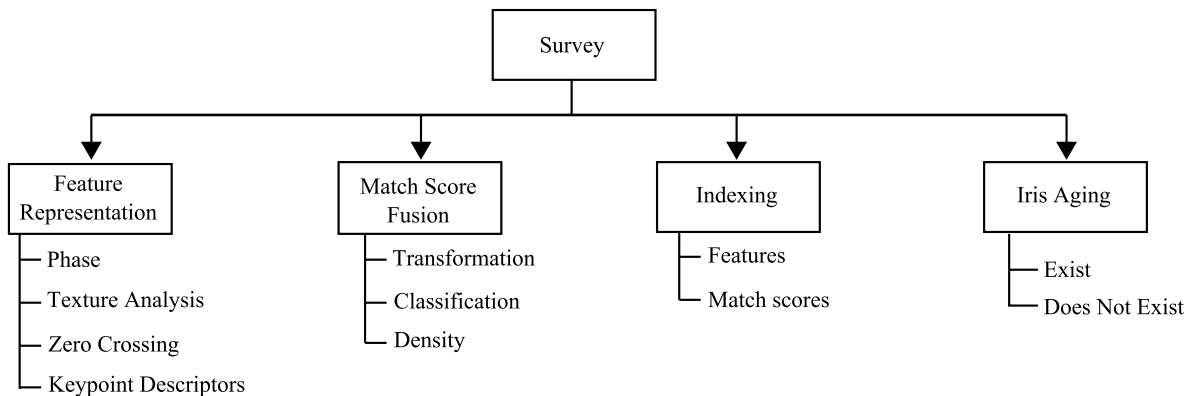 Survey
Feature
Representation
Phase
Texture Analysis
Zero Crossing
Keypoint Descriptors
Match Score
Fusion
Transformation
Classification
Density
Indexing
Features
Match scores
Iris Aging
Exist
Does Not Exist